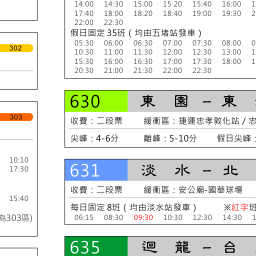 302
303
10:10
17:30
15:40
為303區)
14:00 14:30 15:00 15:20 15:40 16:00
17:40 18:00 18:20 18:40 19:00 19:30
22:00 22:30
假日固定35班（均由五堵站發車）
05:30 06:00 06:30 07:00 07:30 08:00
10:30 11:00 11:30 12:00 12:30 13:00
15:30 16:00 16:30 17:00 17:30 18:00
20:30 21:00 21:30 22:00 22:30
630 東 園－東
收費：二段票 緩衝區：捷運忠孝敦化站／忠
尖峰：4-6分 離峰：5-10分 假日尖峰：
631 淡 水－北
收費：二段票 緩衝區：安公廟-國華球場
每日固定8班（均由淡水站發車） ※紅字班
06:15 08:30 09:30 10:30 12:30 14:30
635 迴 龍－台